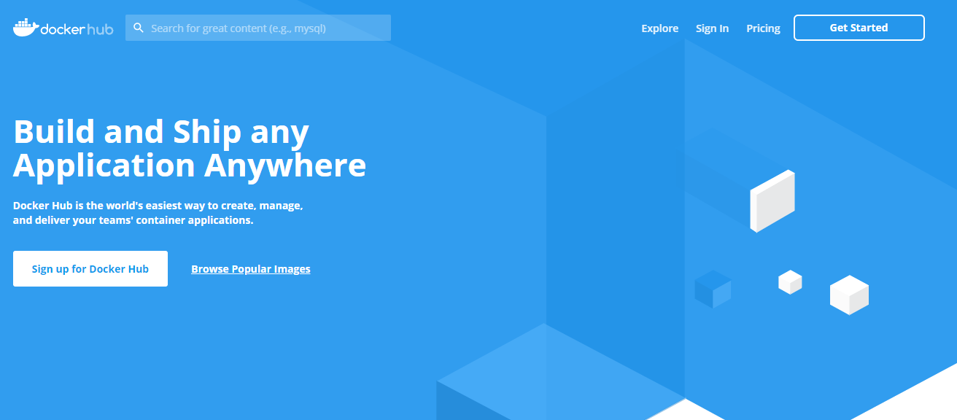 docker hub
Search for great content (e.g., mysql)
Explore
Sign In
Pricing
Get Started
Build and Ship any
Application Anywhere
Docker Hub is the world's easiest way to create, manage,
and deliver your teams' container applications.
Sign up for Docker Hub
Browse Popular Images